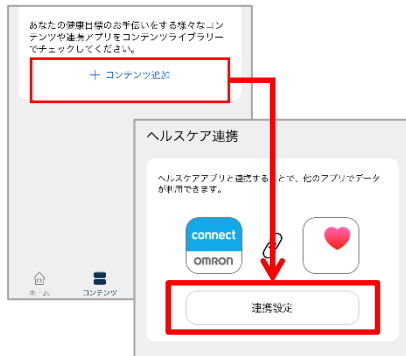 あなたの健康目標のお手伝いをする様々なコン
テンツや連携アプリをコンテンツライブラリー
でチェックしてください。
＋ コンテンツ追加
ヘルスケア連携
ヘルスケアアプリと連携することで、他のアプリでデータ
が利用できます。
connect
OMRON
連携設定
ホーム
コンテンツ